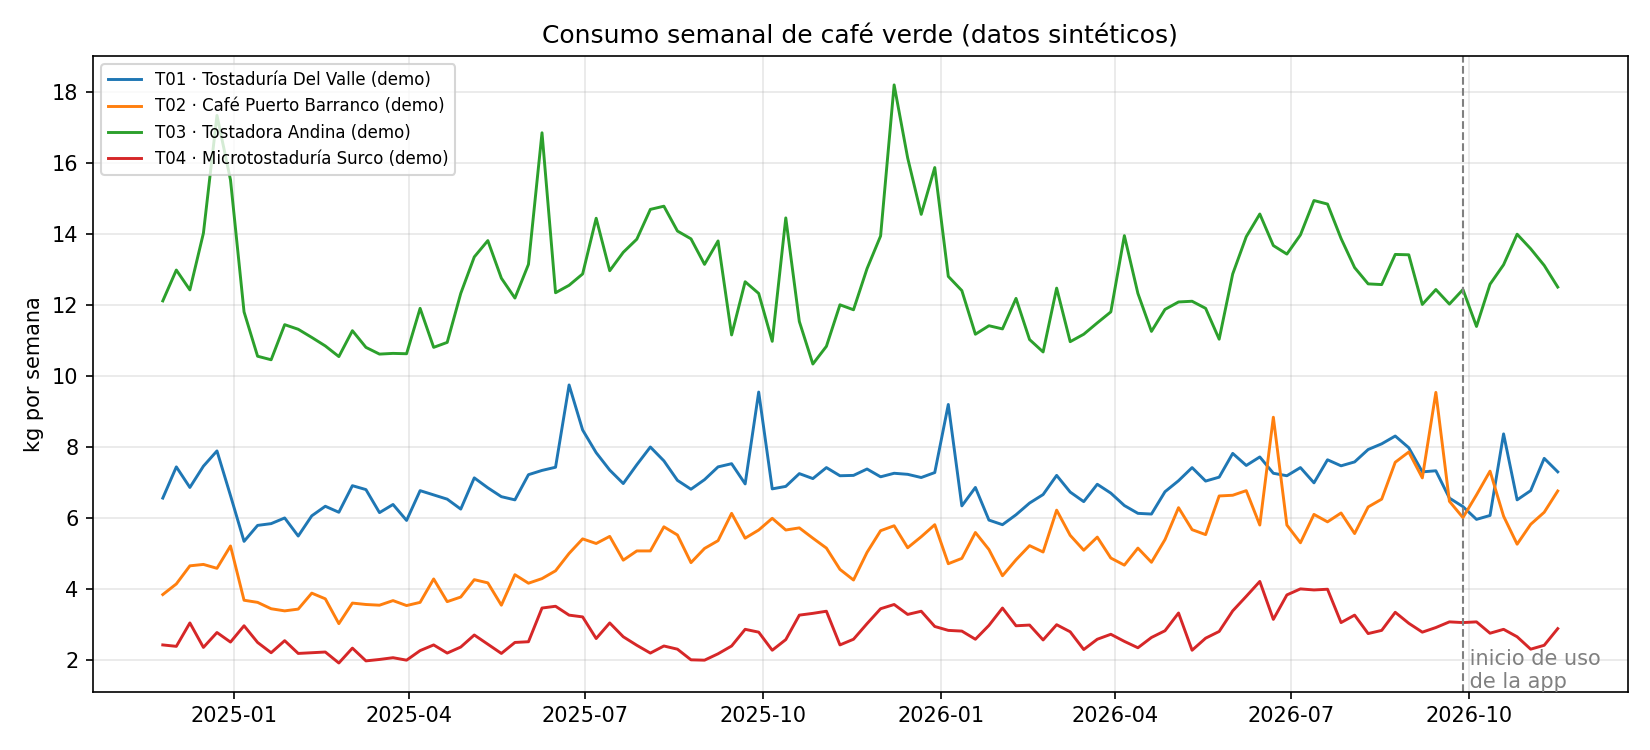 Consumo semanal de café verde (datos sintéticos)
T01 · Tostaduría Del Valle (demo)
T02 · Café Puerto Barranco (demo)
T03 · Tostadora Andina (demo)
T04 · Microtostaduría Surco (demo)
kg por semana
18
16
14
12
10
8
6
4
2
inicio de uso
de la app
2025-01
2025-04
2025-07
2025-10
2026-01
2026-04
2026-07
2026-10